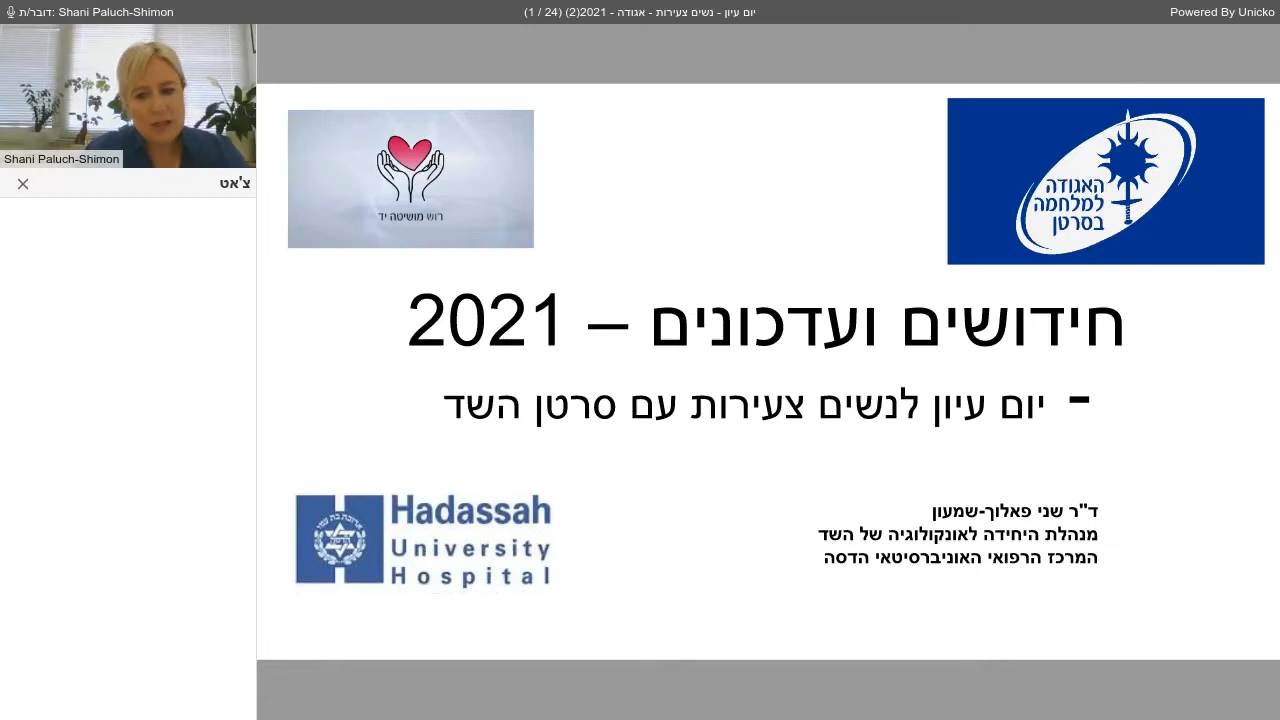 דובר/ת: Shani Paluch-Shimon
יום עיון - נשים צעירות - אגודה - 2021(2) (24 / 1)
Powered By Unicko
Shani Paluch-Shimon
צ'אט
רוש מושיטה יד
האגודה
למלחמה
בסרטן
חידושים ועדכונים – 2021
- יום עיון לנשים צעירות עם סרטן השד
Hadassah
University
Hospital
ד"ר שני פאלוך-שמעון
מנהלת היחידה לאונקולוגיה של השד
המרכז הרפואי האוניברסיטאי הדסה